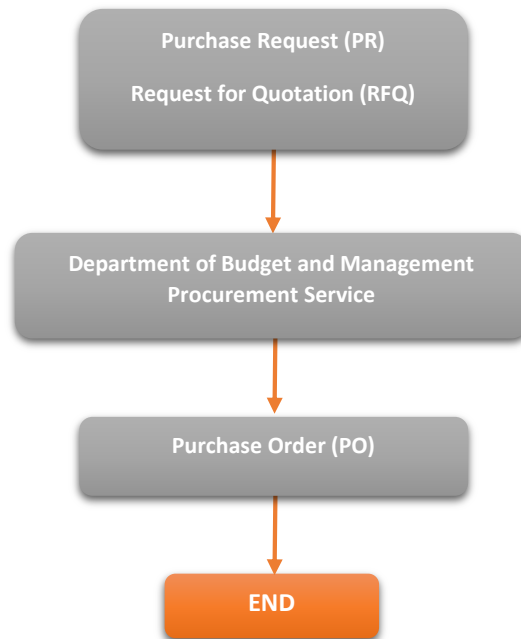 Purchase Request (PR)
Request for Quotation (RFQ)
Department of Budget and Management
Procurement Service
Purchase Order (PO)
END